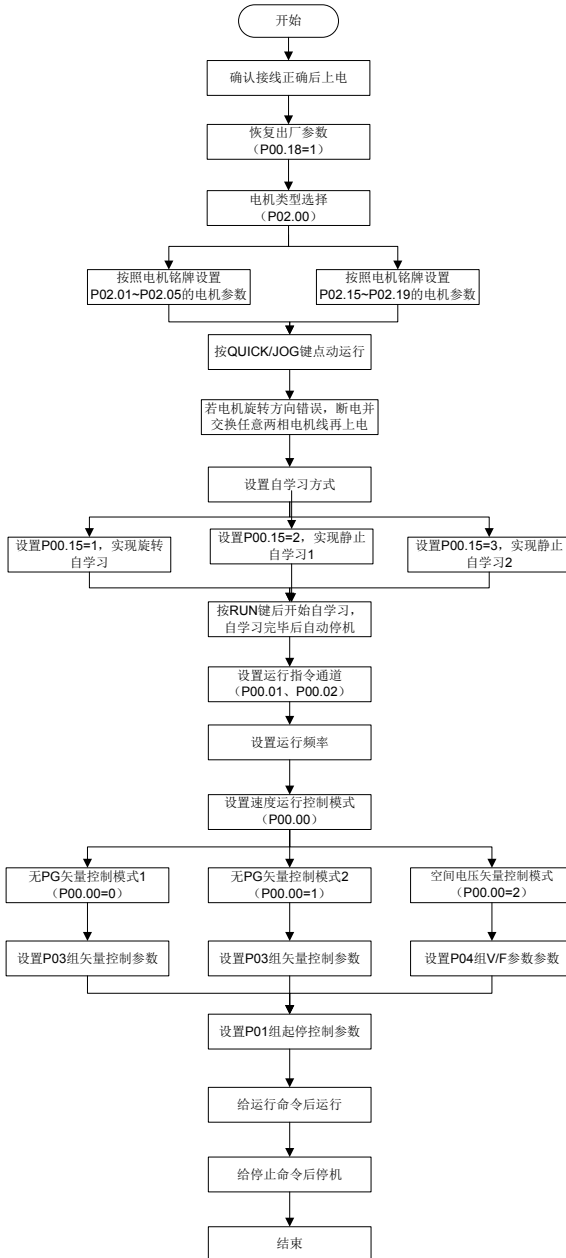 开始
确认接线正确后上电
恢复出厂参数
（P00.18=1）
电机类型选择
（P02.00）
按照电机铭牌设置
P02.01~P02.05的电机参数
按照电机铭牌设置
P02.15~P02.19的电机参数
按QUICK/JOG键点动运行
若电机旋转方向错误，断电并
交换任意两相电机线再上电
设置自学习方式
设置P00.15=1，实现旋转
自学习
设置P00.15=2，实现静止
自学习1
设置P00.15=3，实现静止
自学习2
按RUN键后开始自学习，
自学习完毕后自动停机
设置运行指令通道
（P00.01、P00.02）
设置运行频率
设置速度运行控制模式
（P00.00）
无PG矢量控制模式1
（P00.00=0）
无PG矢量控制模式2
（P00.00=1）
空间电压矢量控制模式
（P00.00=2）
设置P03组矢量控制参数
设置P03组矢量控制参数
设置P04组V/F参数参数
设置P01组起停控制参数
给运行命令后运行
给停止命令后停机
结束